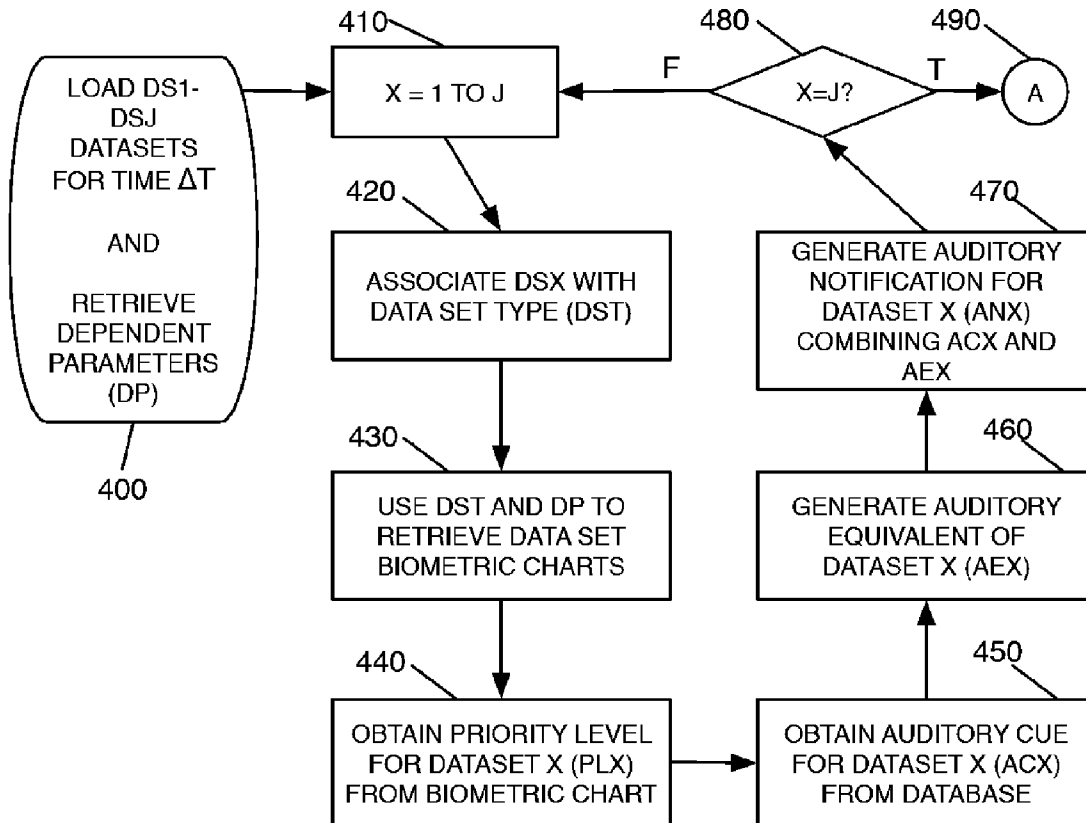 400
LOAD DS1-
DSJ
DATASETS
FOR TIME ΔT
AND
RETRIEVE
DEPENDENT
PARAMETERS
(DP)
410
X = 1 TO J
420
ASSOCIATE DSX WITH
DATA SET TYPE (DST)
430
USE DST AND DP TO
RETRIEVE DATA SET
BIOMETRIC CHARTS
440
OBTAIN PRIORITY LEVEL
FOR DATASET X (PLX)
FROM BIOMETRIC CHART
450
OBTAIN AUDITORY CUE
FOR DATASET X (ACX)
FROM DATABASE
460
GENERATE AUDITORY
EQUIVALENT OF
DATASET X (AEX)
470
GENERATE AUDITORY
NOTIFICATION FOR
DATASET X (ANX)
COMBINING ACX AND
AEX
480
X=J?
F
T
490
A